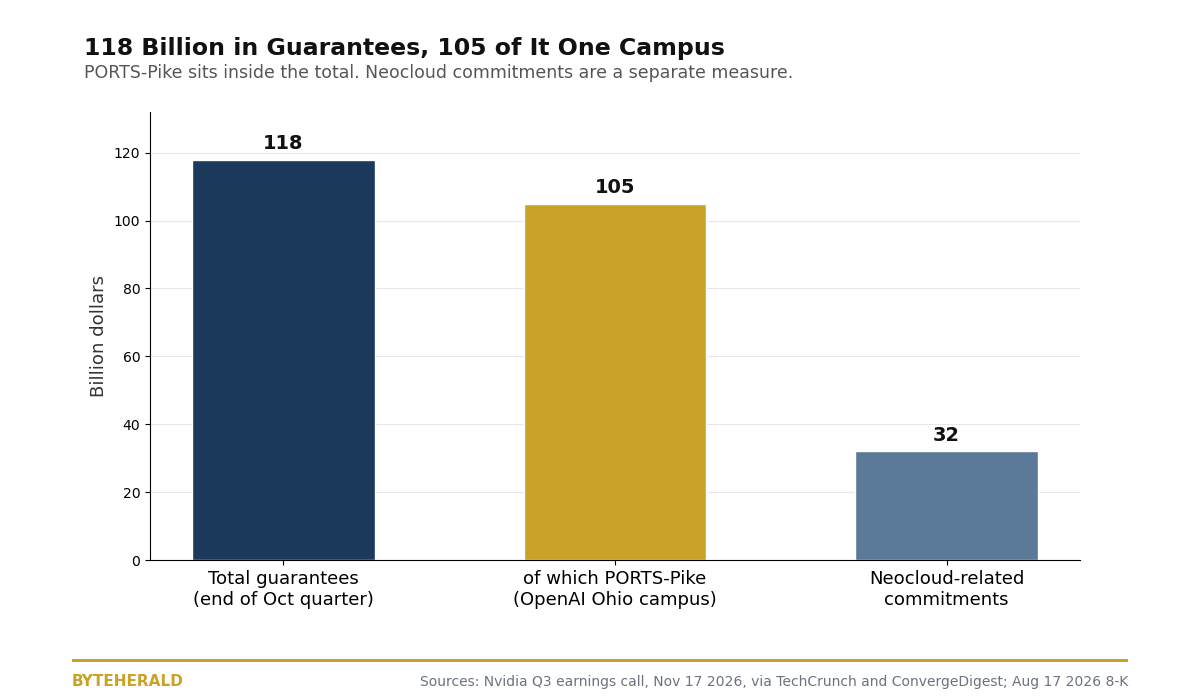 118 Billion in Guarantees, 105 of It One Campus
PORTS-Pike sits inside the total. Neocloud commitments are a separate measure.
Billion dollars
120
100
80
60
40
20
0
118
105
32
Total guarantees
(end of Oct quarter)
of which PORTS-Pike
(OpenAI Ohio campus)
Neocloud-related
commitments
BYTEHERALD
Sources: Nvidia Q3 earnings call, Nov 17 2026, via TechCrunch and ConvergeDigest; Aug 17 2026 8-K